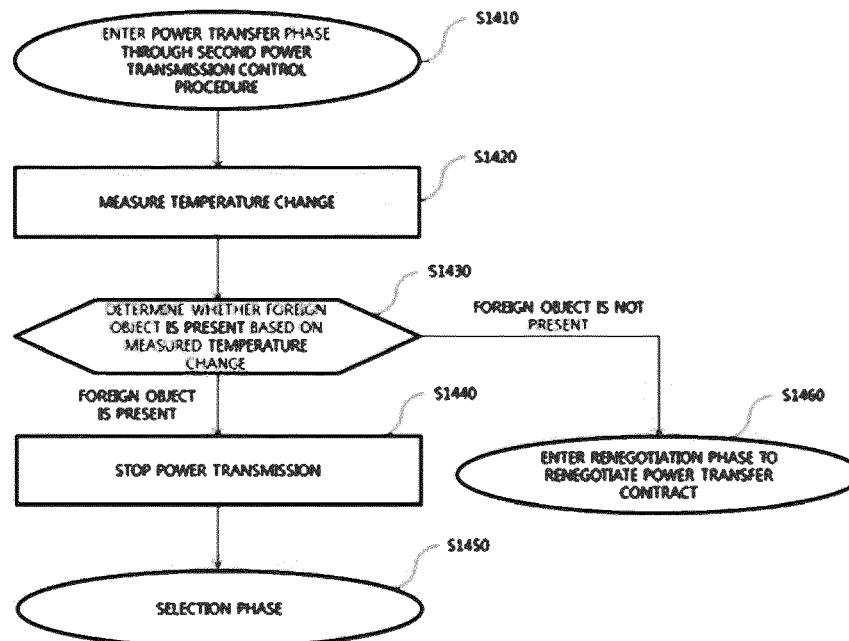 ENTER POWER TRANSFER PHASE
THROUGH SECOND POWER
TRANSMISSION CONTROL
PROCEDURE
S1410
MEASURE TEMPERATURE CHANGE
S1420
DETERMINE WHETHER FOREIGN
OBJECT IS PRESENT BASED ON
MEASURED TEMPERATURE
CHANGE
S1430
FOREIGN OBJECT IS NOT
PRESENT
FOREIGN OBJECT
IS PRESENT
STOP POWER TRANSMISSION
S1440
ENTER RENEGOTIATION PHASE TO
RENEGOTIATE POWER TRANSFER
CONTRACT
S1460
SELECTION PHASE
S1450